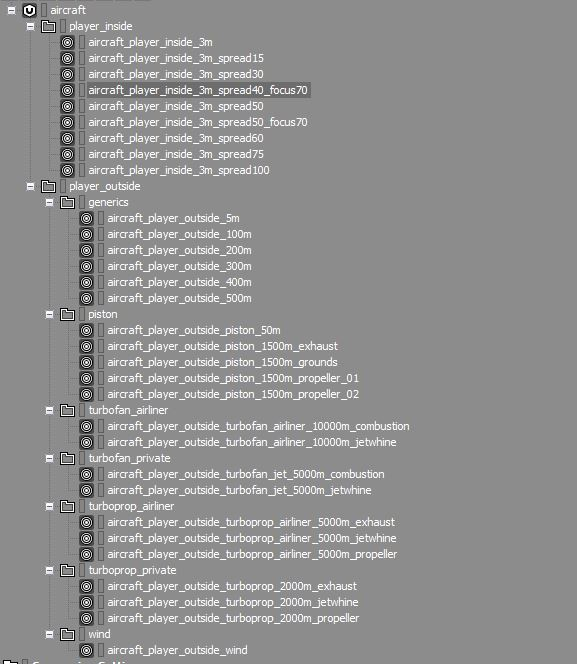 aircraft
player_inside
aircraft_player_inside_3m
aircraft_player_inside_3m_spread15
aircraft_player_inside_3m_spread30
aircraft_player_inside_3m_spread40_focus70
aircraft_player_inside_3m_spread50
aircraft_player_inside_3m_spread50_focus70
aircraft_player_inside_3m_spread60
aircraft_player_inside_3m_spread75
aircraft_player_inside_3m_spread100
player_outside
generics
aircraft_player_outside_5m
aircraft_player_outside_100m
aircraft_player_outside_200m
aircraft_player_outside_300m
aircraft_player_outside_400m
aircraft_player_outside_500m
piston
aircraft_player_outside_piston_50m
aircraft_player_outside_piston_1500m_exhaust
aircraft_player_outside_piston_1500m_grounds
aircraft_player_outside_piston_1500m_propeller_01
aircraft_player_outside_piston_1500m_propeller_02
turbofan_airliner
aircraft_player_outside_turbofan_airliner_10000m_combustion
aircraft_player_outside_turbofan_airliner_10000m_jetwhine
turbofan_private
aircraft_player_outside_turbofan_jet_5000m_combustion
aircraft_player_outside_turbofan_jet_5000m_jetwhine
turboprop_airliner
aircraft_player_outside_turboprop_airliner_5000m_exhaust
aircraft_player_outside_turboprop_airliner_5000m_jetwhine
aircraft_player_outside_turboprop_airliner_5000m_propeller
turboprop_private
aircraft_player_outside_turboprop_2000m_exhaust
aircraft_player_outside_turboprop_2000m_jetwhine
aircraft_player_outside_turboprop_2000m_propeller
wind
aircraft_player_outside_wind